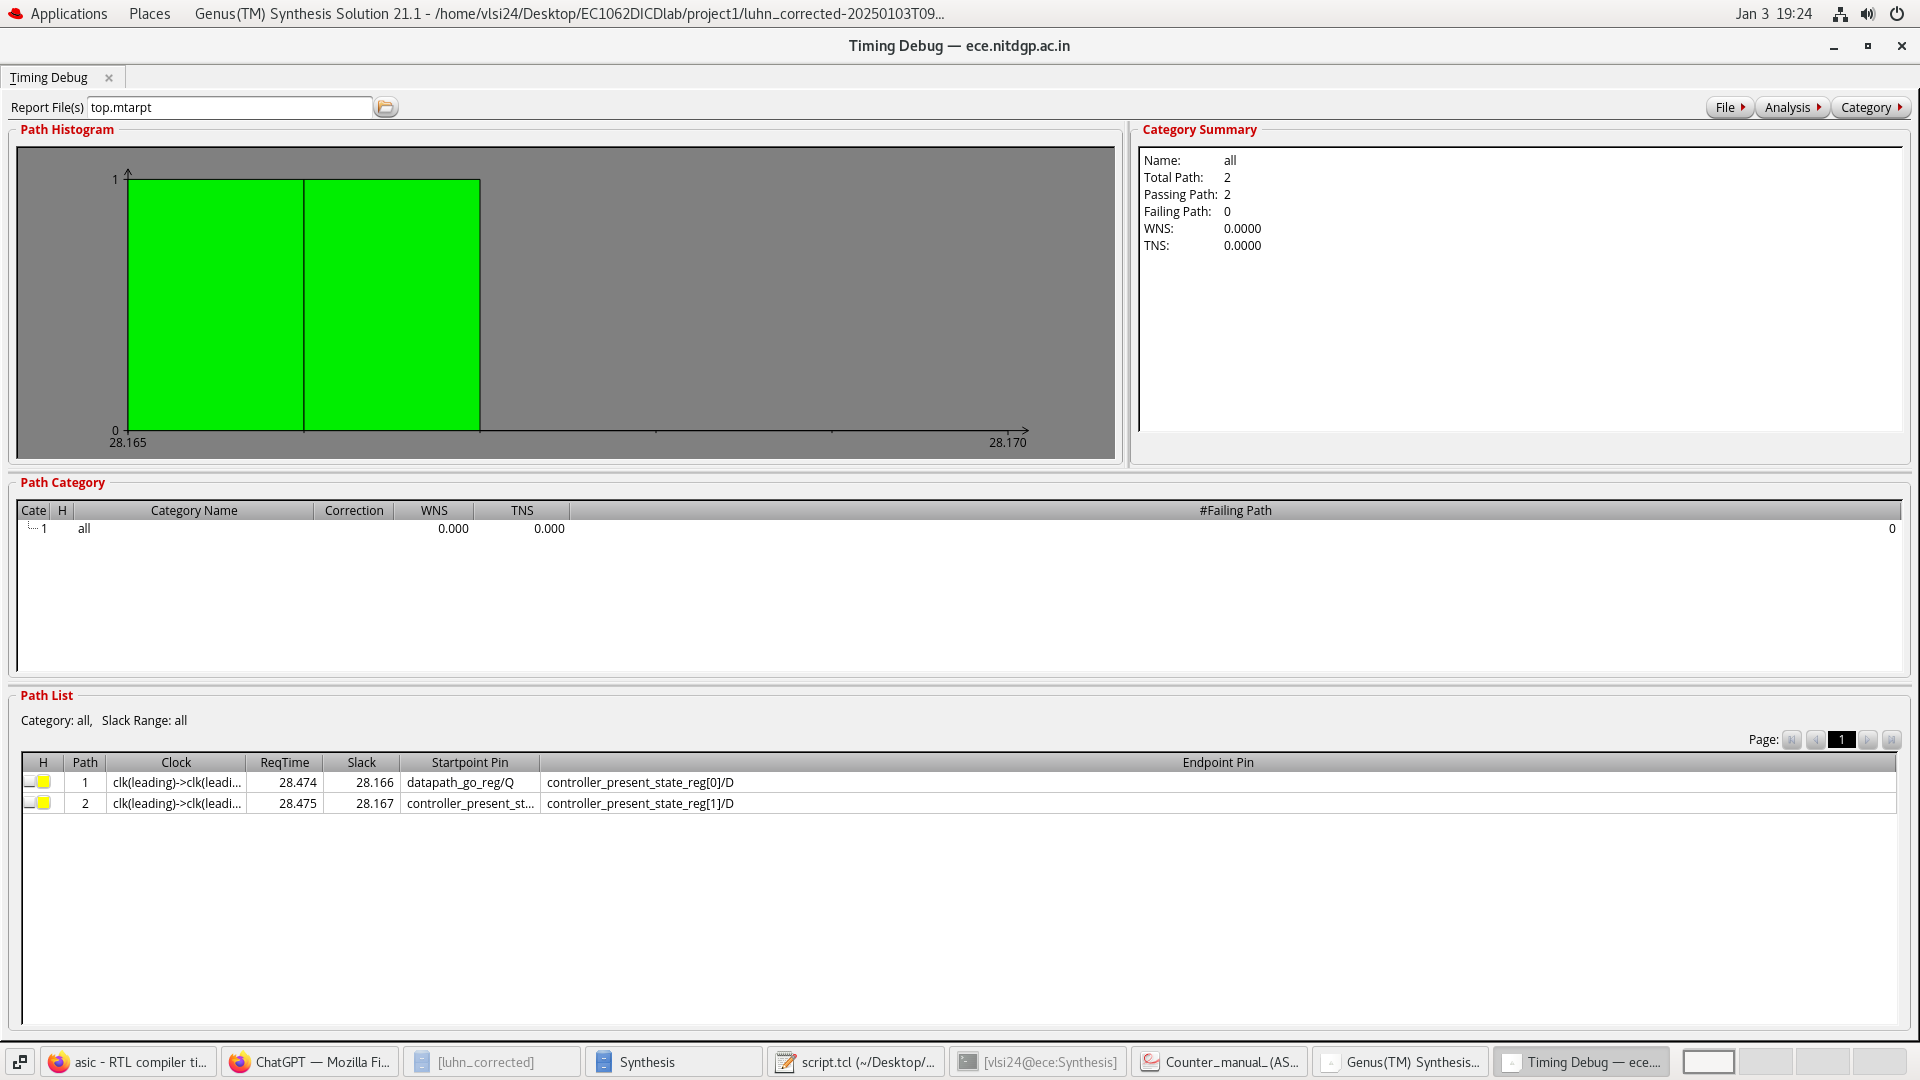 Applications Places Genus(TM) Synthesis Solution 21.1 - /home/vlsi24/Desktop/EC1062DICDlab/project1/luhn_corrected-20250103T09... Jan 3 19:24
Timing Debug — ece.nitdgp.ac.in
Timing Debug
Report File(s) top.mtarpt File Analysis Category
Path Histogram
1
0
28.165 28.170
Category Summary
Name: all
Total Path: 2
Passing Path: 2
Failing Path: 0
WNS: 0.0000
TNS: 0.0000
Path Category
Cate H Category Name Correction WNS TNS #Failing Path
1 all 0.000 0.000 0
Path List
Category: all, Slack Range: all
Page: 1
H Path Clock ReqTime Slack Startpoint Pin Endpoint Pin
1 clk(leading)->clk(leadi... 28.474 28.166 datapath_go_reg/Q controller_present_state_reg[0]/D
2 clk(leading)->clk(leadi... 28.475 28.167 controller_present_st... controller_present_state_reg[1]/D
asic - RTL compiler ti... ChatGPT — Mozilla Fi... [luhn_corrected] Synthesis script.tcl (~/Desktop/... [vlsi24@ece:Synthesis] Counter_manual_(AS... Genus(TM) Synthesis... Timing Debug — ece....